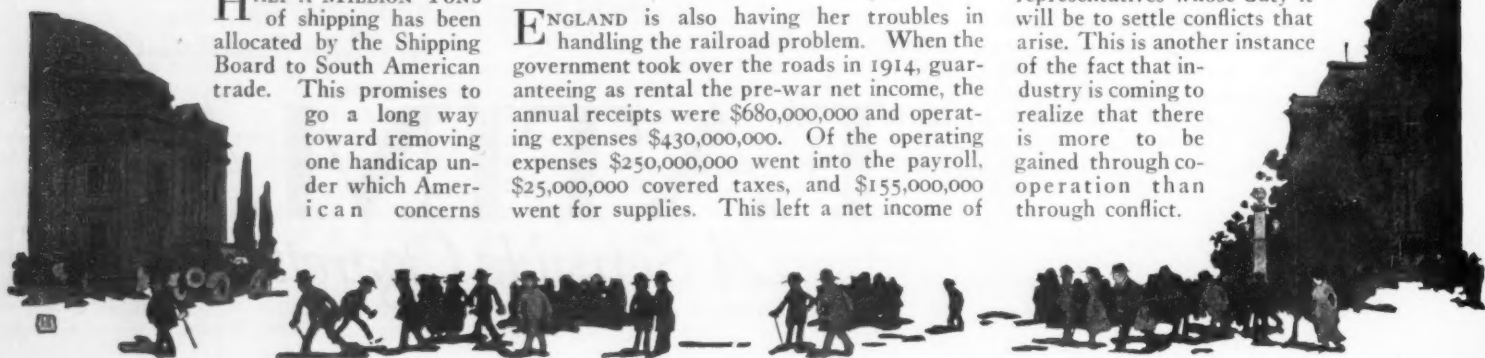 HALF A MILLION TONS
of shipping has been
allocated by the Shipping
Board to South American
trade. This promises to
go a long way
toward removing
one handicap un-
der which Amer-
ican concerns
ENGLAND is also having her troubles in
handling the railroad problem. When the
government took over the roads in 1914, guar-
anteeing as rental the pre-war net income, the
annual receipts were $680,000,000 and operat-
ing expenses $430,000,000. Of the operating
expenses $250,000,000 went into the payroll,
$25,000,000 covered taxes, and $155,000,000
went for supplies. This left a net income of
representatives whose duty it
will be to settle conflicts that
arise. This is another instance
of the fact that in-
dustry is coming to
realize that there
is more to be
gained through co-
operation than
through conflict.